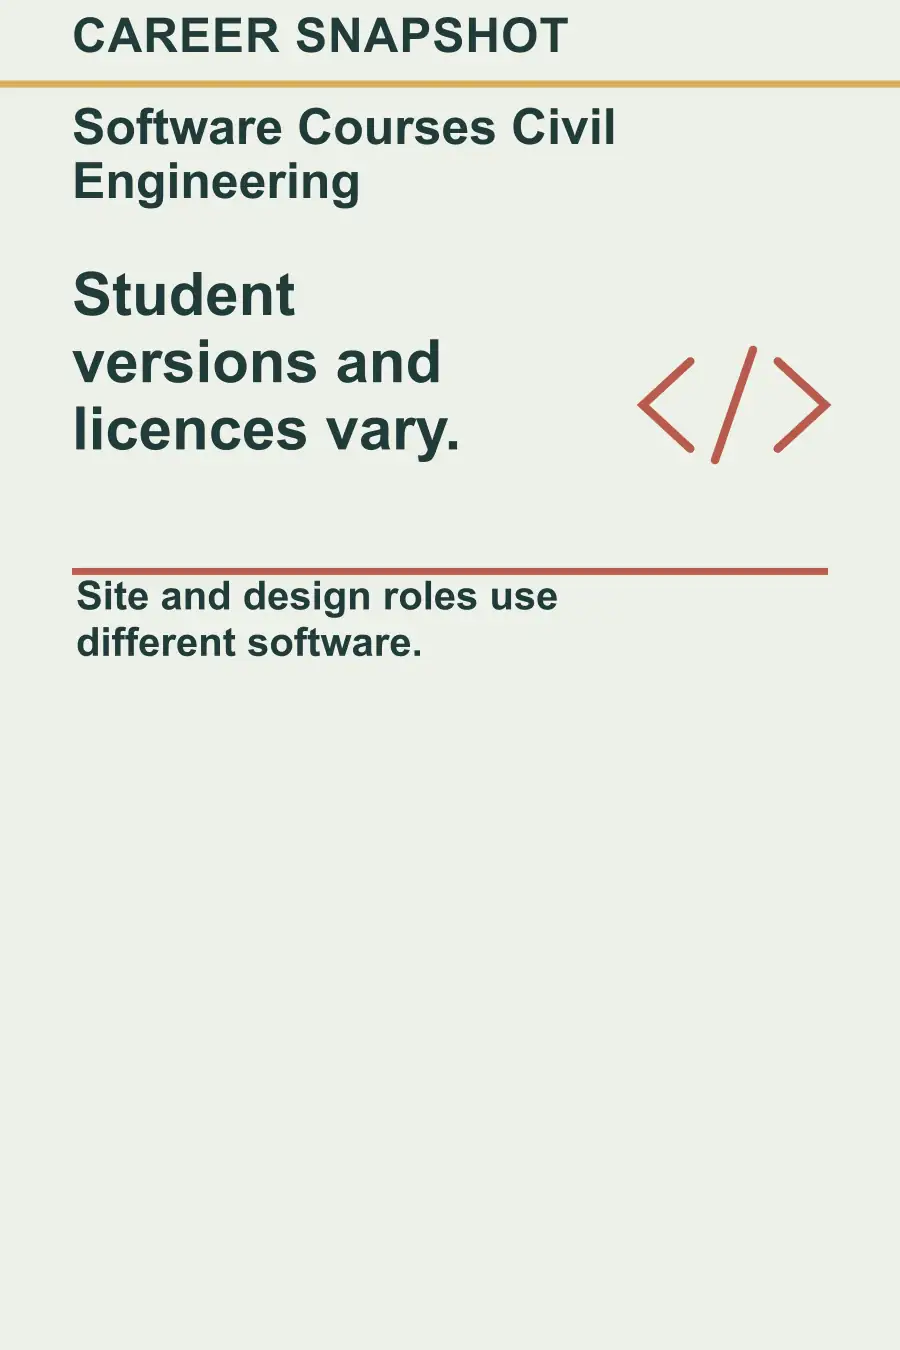 CAREER SNAPSHOT
Software Courses Civil
Engineering
Student
versions and
licences vary.
Site and design roles use
different software.